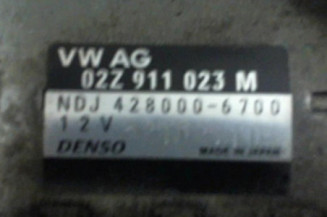 VW AG
02Z 911 023 M
NDJ 428000-6700
12V
DENSO MADE IN JAPAN